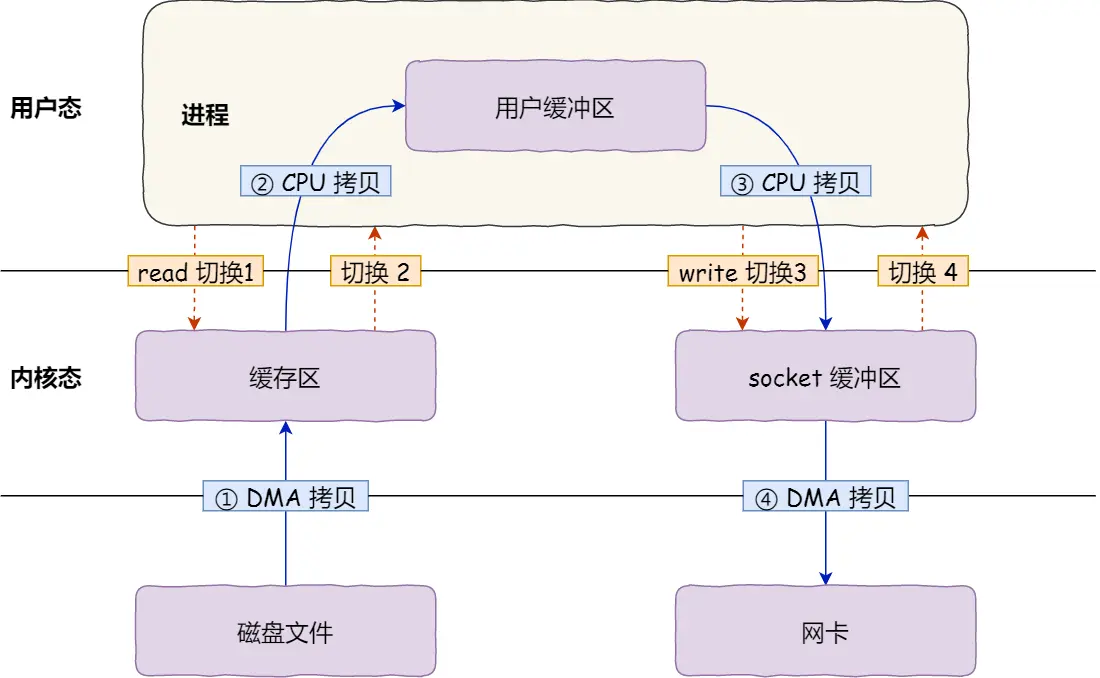 用户态
进程
用户缓冲区
② CPU 拷贝
③ CPU 拷贝
read 切换1
切换 2
write 切换3
切换 4
内核态
缓存区
socket 缓冲区
① DMA 拷贝
④ DMA 拷贝
磁盘文件
网卡